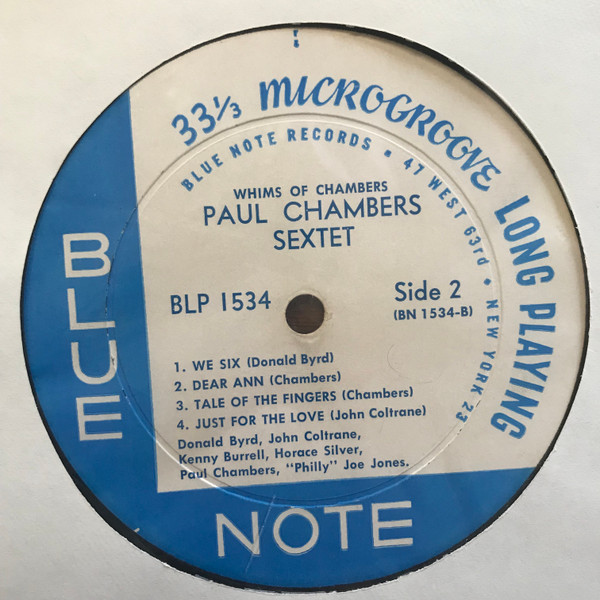 33⅓ MICROGROOVE LONG PLAYING
BLUE NOTE RECORDS • 47 WEST 63rd • NEW YORK 23
WHIMS OF CHAMBERS
PAUL CHAMBERS
SEXTET
BLP 1534
Side 2
(BN 1534-B)
1. WE SIX (Donald Byrd)
2. DEAR ANN (Chambers)
3. TALE OF THE FINGERS (Chambers)
4. JUST FOR THE LOVE (John Coltrane)
Donald Byrd, John Coltrane,
Kenny Burrell, Horace Silver,
Paul Chambers, "Philly" Joe Jones.
BLUE
NOTE